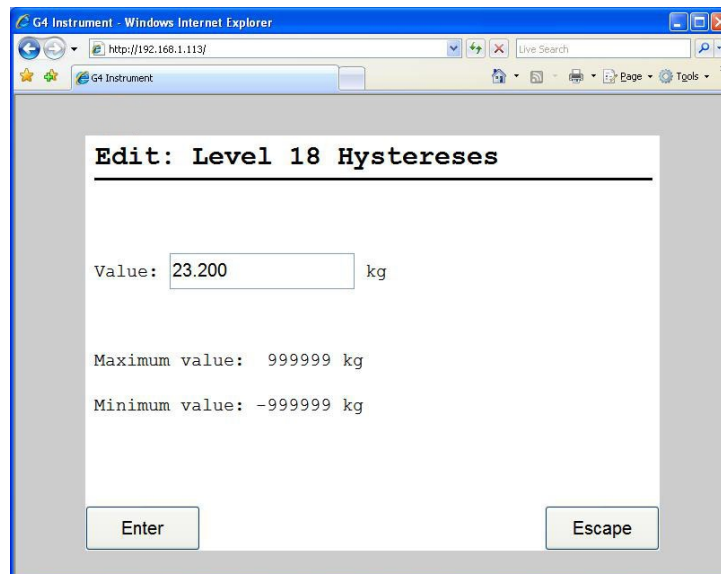 G4 Instrument - Windows Internet Explorer
http://192.168.1.113/
Live Search
G4 Instrument
Page
Tools
Edit: Level 18 Hystereses
Value: 23.200 kg
Maximum value: 999999 kg
Minimum value: -999999 kg
Enter
Escape